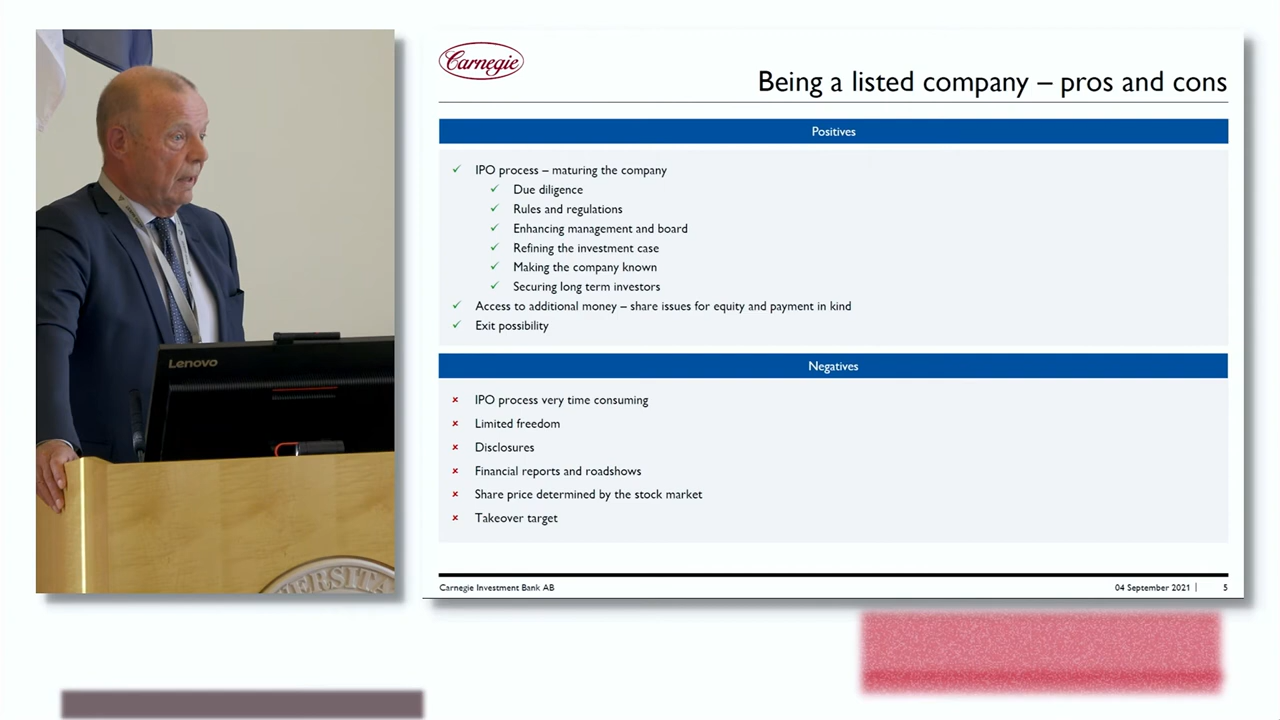 Lenovo
Carnegie
Being a listed company – pros and cons
Positives
✓ IPO process – maturing the company
✓ Due diligence
✓ Rules and regulations
✓ Enhancing management and board
✓ Refining the investment case
✓ Making the company known
✓ Securing long term investors
✓ Access to additional money – share issues for equity and payment in kind
✓ Exit possibility
Negatives
× IPO process very time consuming
× Limited freedom
× Disclosures
× Financial reports and roadshows
× Share price determined by the stock market
× Takeover target
Carnegie Investment Bank AB
04 September 2021 | 5